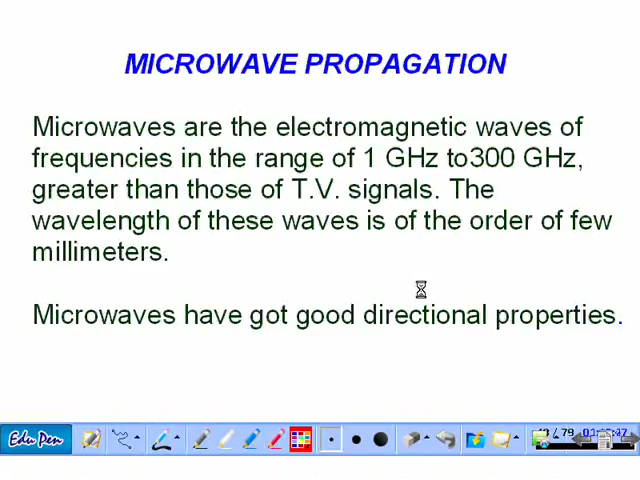 MICROWAVE PROPAGATION
Microwaves are the electromagnetic waves of
frequencies in the range of 1 GHz to300 GHz,
greater than those of T.V. signals. The
wavelength of these waves is of the order of few
millimeters.
Microwaves have got good directional properties.
Edu Pen
/ 79